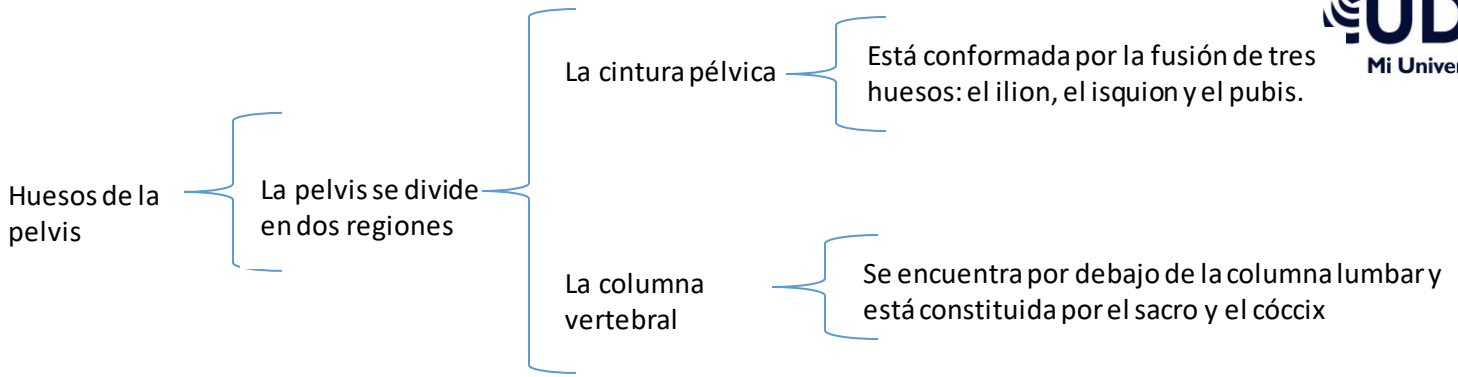 Mi Univer
La cintura pélvica
Está conformada por la fusión de tres
huesos: el ilion, el isquion y el pubis.
Huesos de la
pelvis
La pelvis se divide
en dos regiones
La columna
vertebral
Se encuentra por debajo de la columna lumbar y
está constituida por el sacro y el cóccix